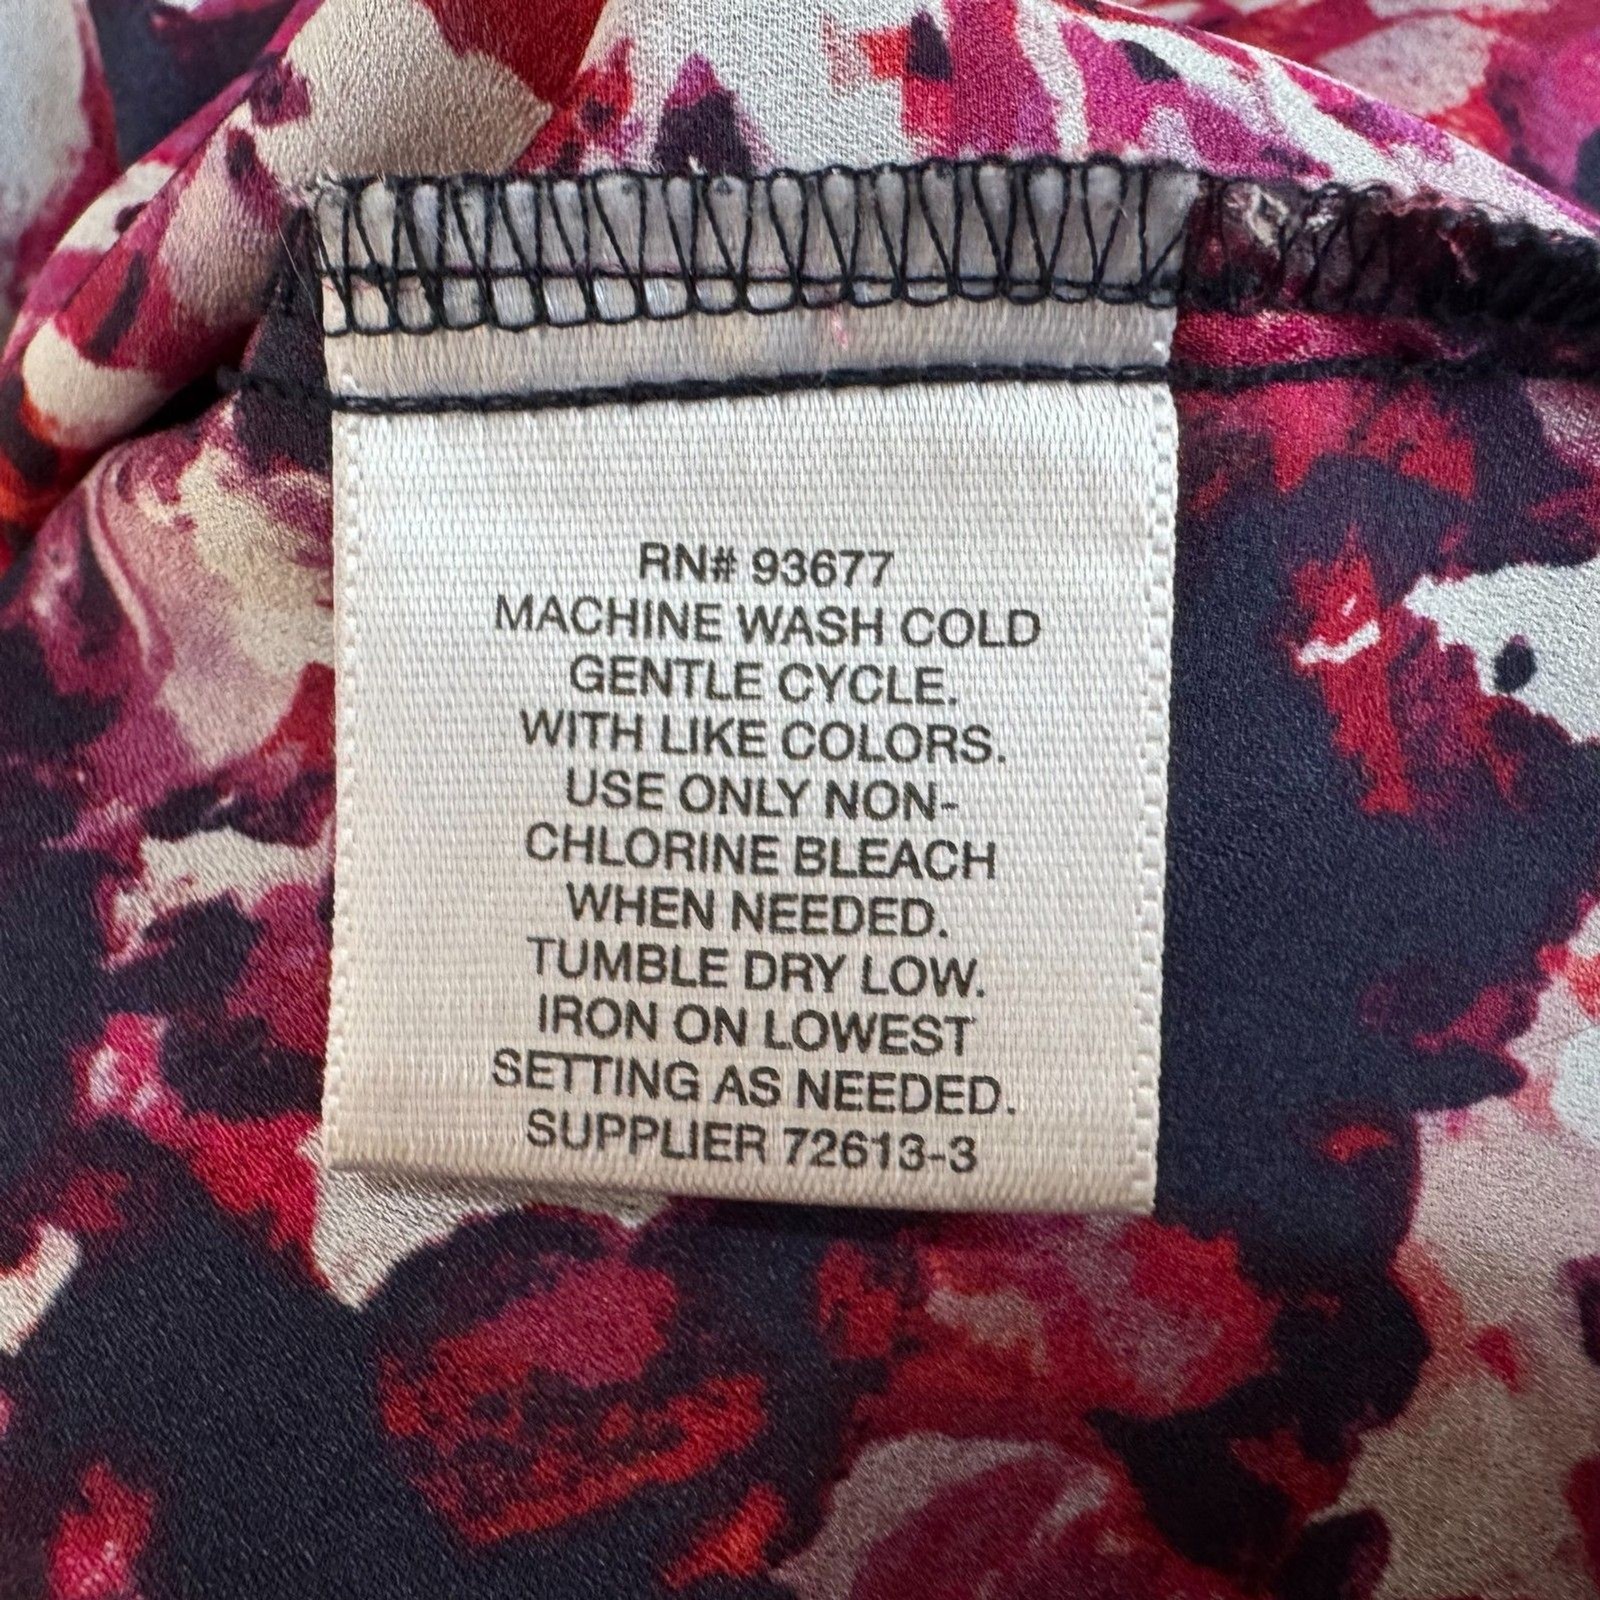 RN# 93677
MACHINE WASH COLD
GENTLE CYCLE.
WITH LIKE COLORS.
USE ONLY NON-
CHLORINE BLEACH
WHEN NEEDED.
TUMBLE DRY LOW.
IRON ON LOWEST
SETTING AS NEEDED.
SUPPLIER 72613-3